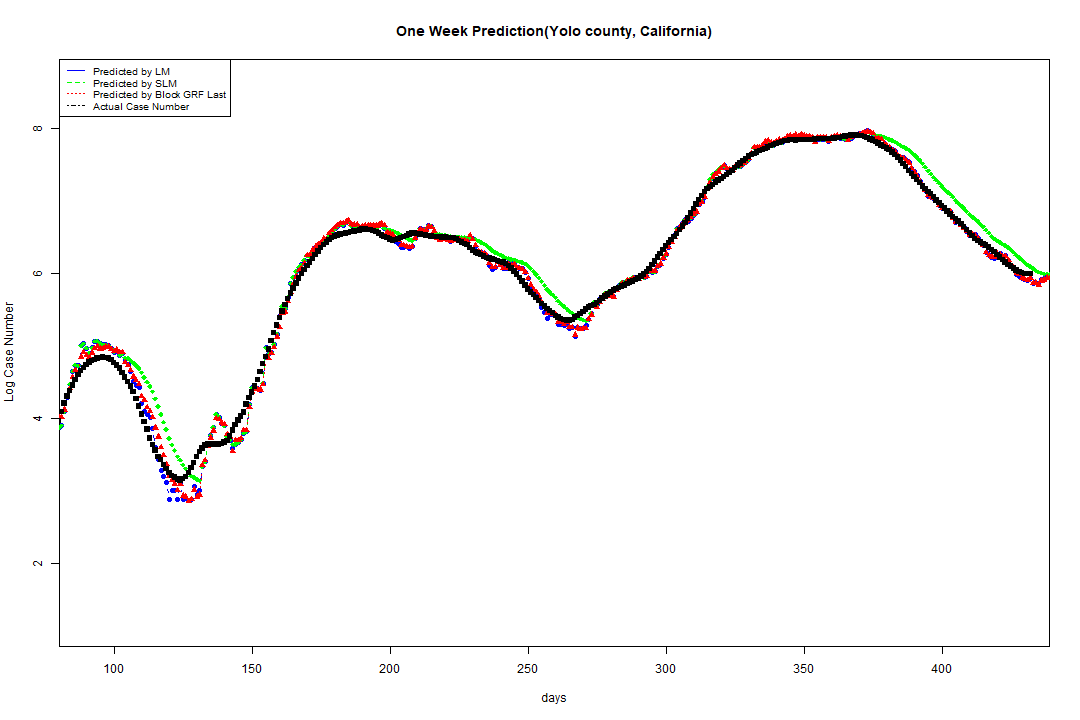 One Week Prediction(Yolo county, California)
Predicted by LM
Predicted by SLM
Predicted by Block GRF Last
Actual Case Number
8
6
4
2
Log Case Number
100 150 200 250 300 350 400
days